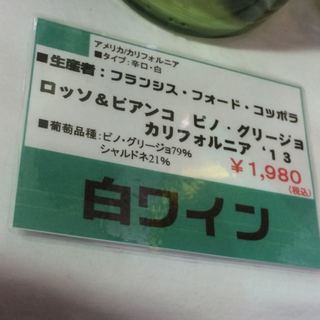 アメリカ/カリフォルニア
■タイプ:辛口・白
■生産者:フランシス・フォード・コッポラ
ロッソ&ビアンコ ピノ・グリージョ
カリフォルニア '13
■葡萄品種:ピノ・グリージョ79%
シャルドネ21%
¥1,980
(税込)
白ワイン